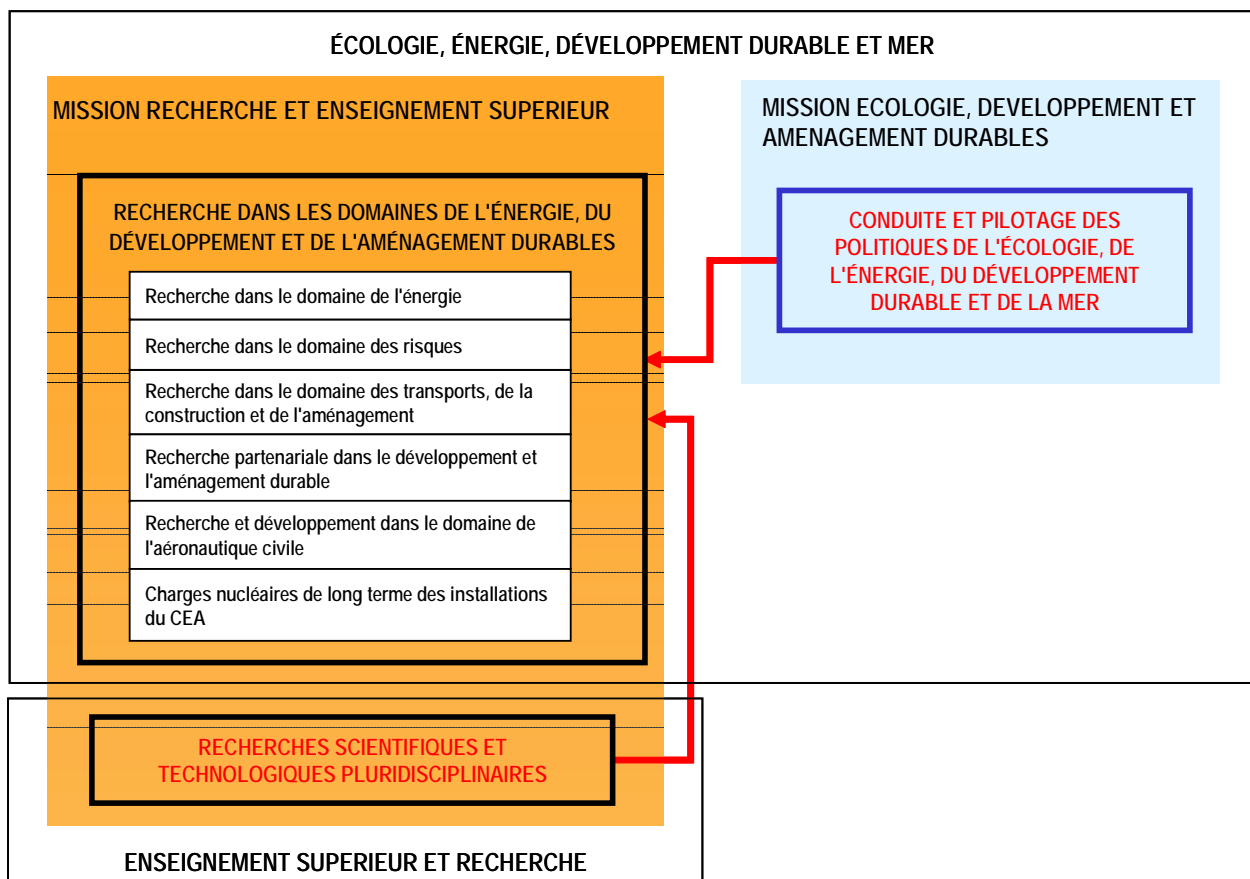 ÉCOLOGIE, ÉNERGIE, DÉVELOPPEMENT DURABLE ET MER
MISSION RECHERCHE ET ENSEIGNEMENT SUPERIEUR
RECHERCHE DANS LES DOMAINES DE L'ÉNERGIE, DU
DÉVELOPPEMENT ET DE L'AMÉNAGEMENT DURABLES
Recherche dans le domaine de l'énergie
Recherche dans le domaine des risques
Recherche dans le domaine des transports, de la
construction et de l'aménagement
Recherche partenariale dans le développement et
l'aménagement durable
Recherche et développement dans le domaine de
l'aéronautique civile
Charges nucléaires de long terme des installations
du CEA
MISSION ECOLOGIE, DEVELOPPEMENT ET
AMENAGEMENT DURABLES
CONDUITE ET PILOTAGE DES
POLITIQUES DE L'ÉCOLOGIE, DE
L'ÉNERGIE, DU DÉVELOPPEMENT
DURABLE ET DE LA MER
RECHERCHES SCIENTIFIQUES ET
TECHNOLOGIQUES PLURIDISCIPLINAIRES
ENSEIGNEMENT SUPERIEUR ET RECHERCHE